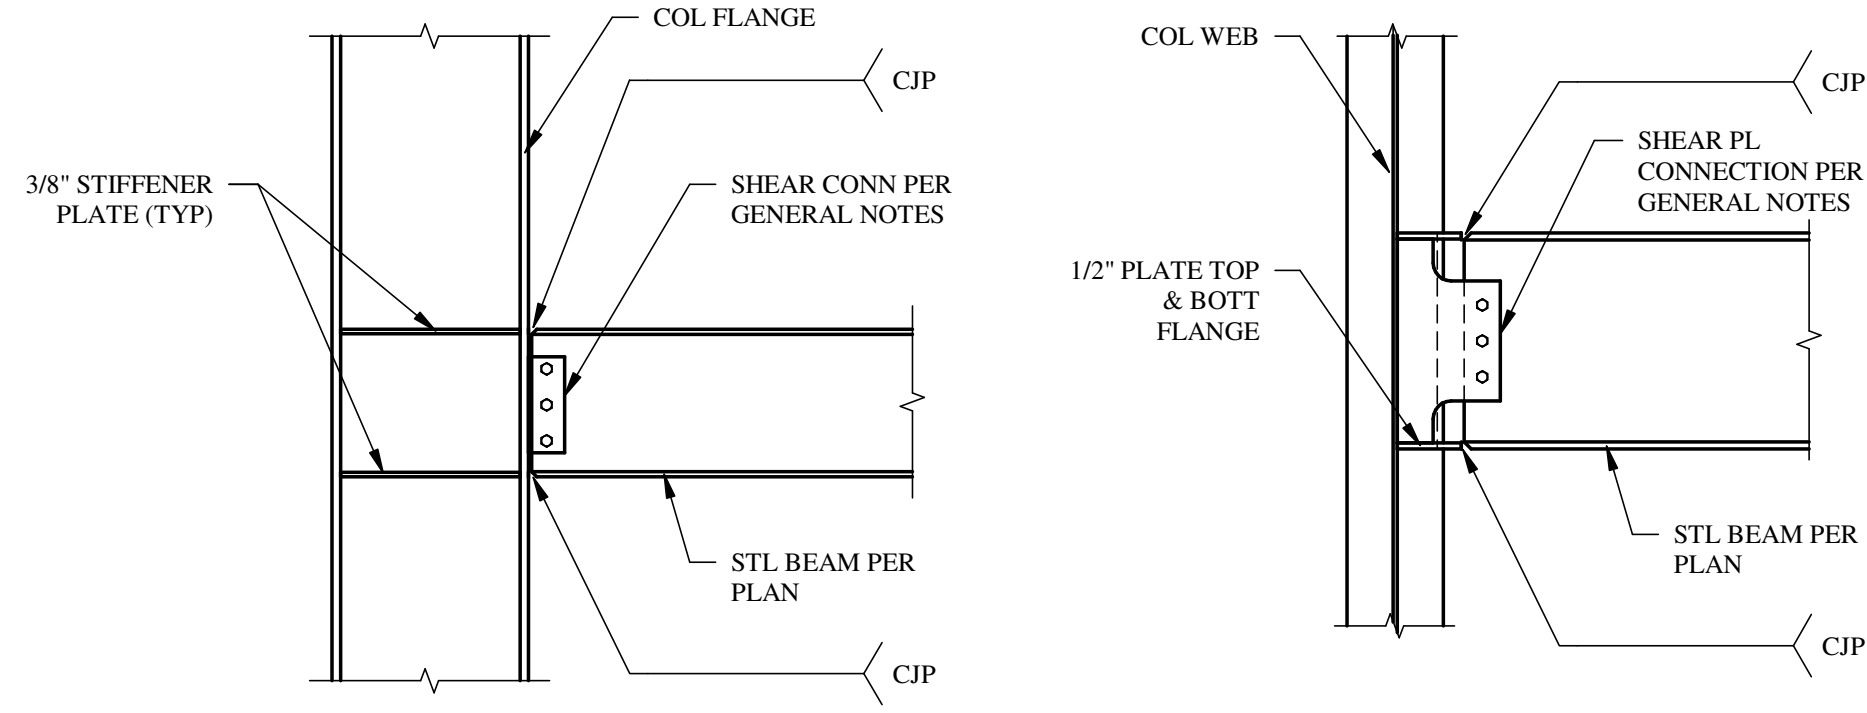 COL FLANGE
CJP
3/8" STIFFENER
PLATE (TYP)
SHEAR CONN PER
GENERAL NOTES
STL BEAM PER
PLAN
CJP
COL WEB
CJP
SHEAR PL
CONNECTION PER
GENERAL NOTES
1/2" PLATE TOP
& BOTT
FLANGE
STL BEAM PER
PLAN
CJP